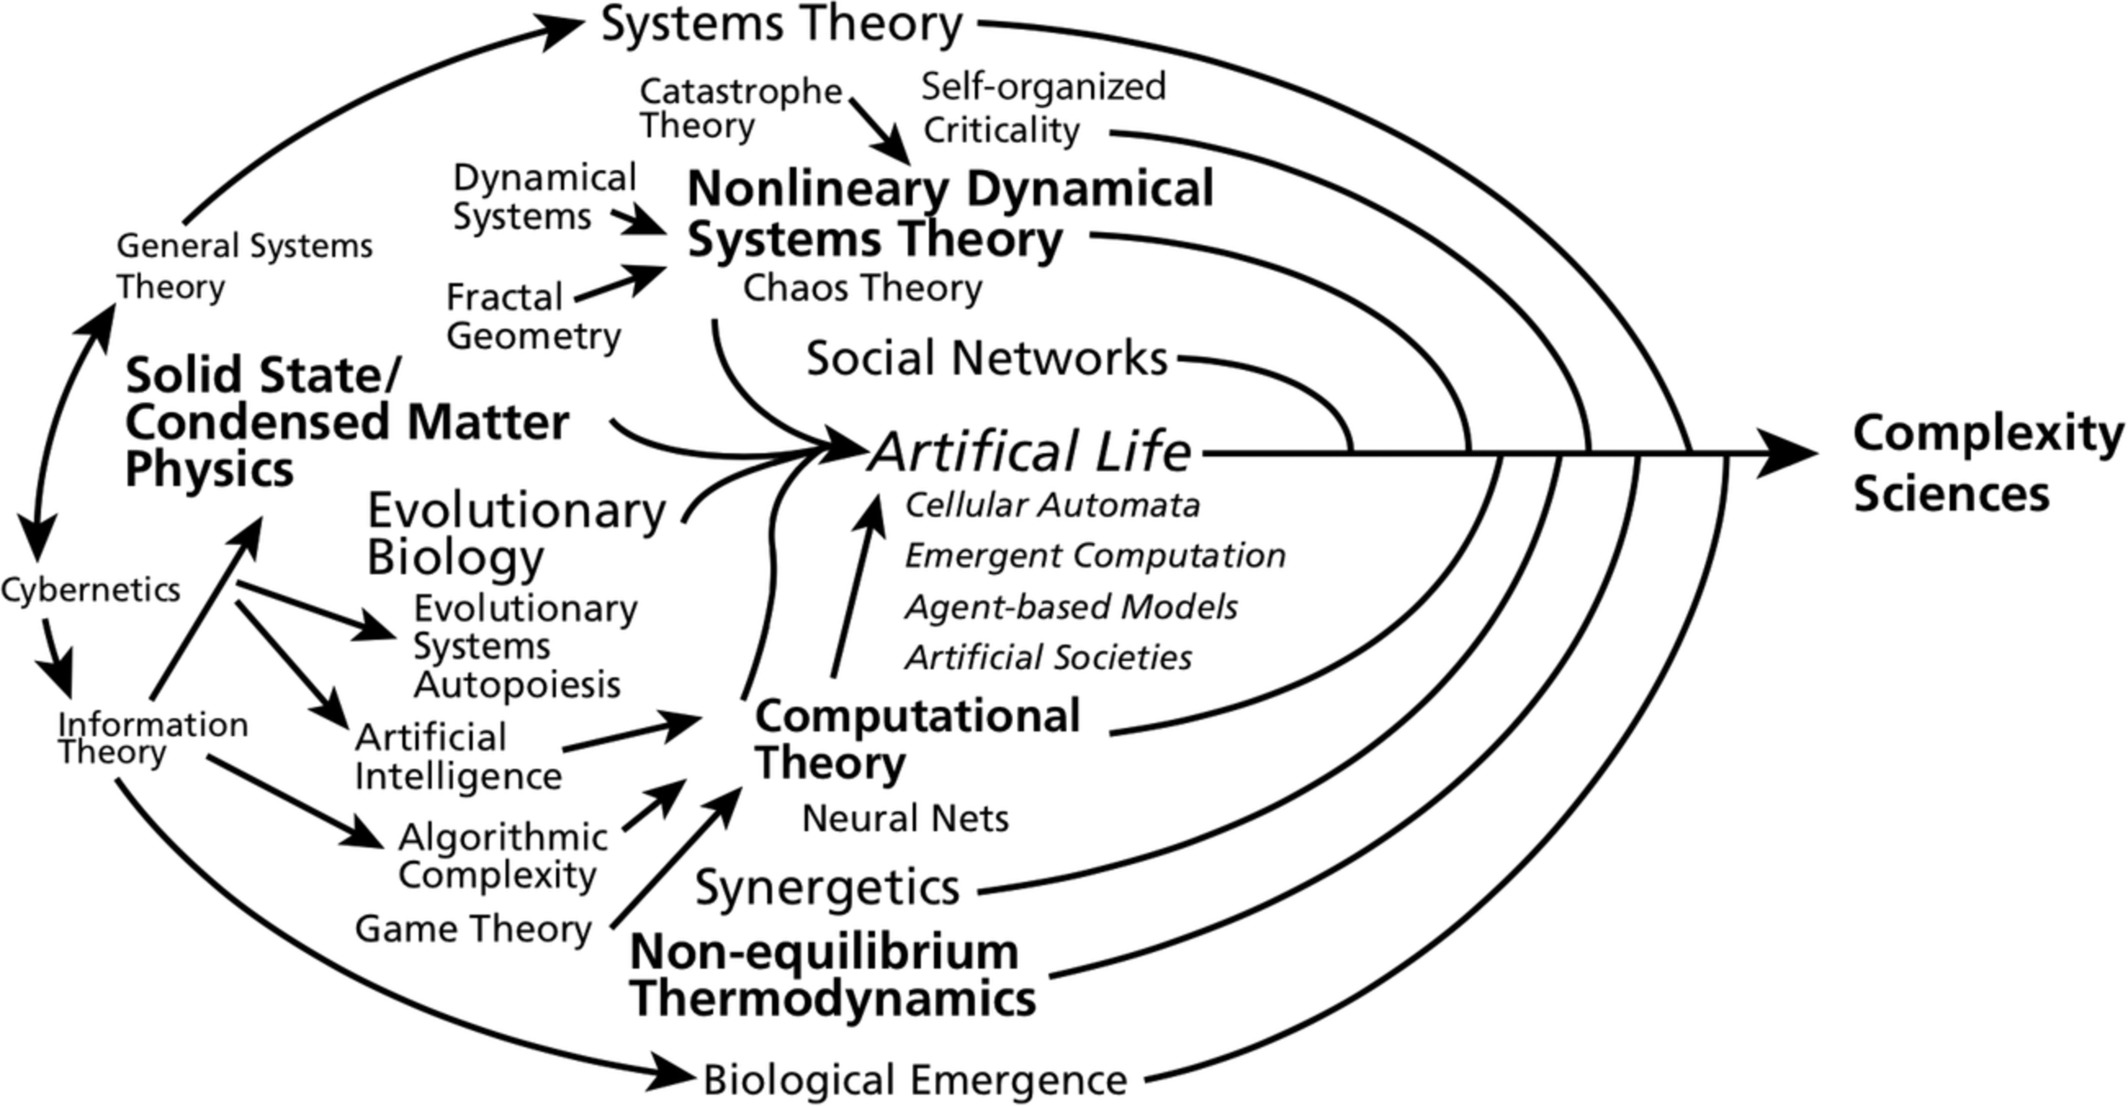 Systems Theory
Catastrophe
Theory
Self-organized
Criticality
Dynamical
Systems
Nonlineary Dynamical
Systems Theory
Chaos Theory
General Systems
Theory
Fractal
Geometry
Social Networks
Solid State/
Condensed Matter
Physics
Artifical Life
Complexity
Sciences
Cellular Automata
Emergent Computation
Agent-based Models
Artificial Societies
Evolutionary
Biology
Cybernetics
Evolutionary
Systems
Autopoiesis
Information
Theory
Artificial
Intelligence
Computational
Theory
Neural Nets
Algorithmic
Complexity
Game Theory
Synergetics
Non-equilibrium
Thermodynamics
Biological Emergence